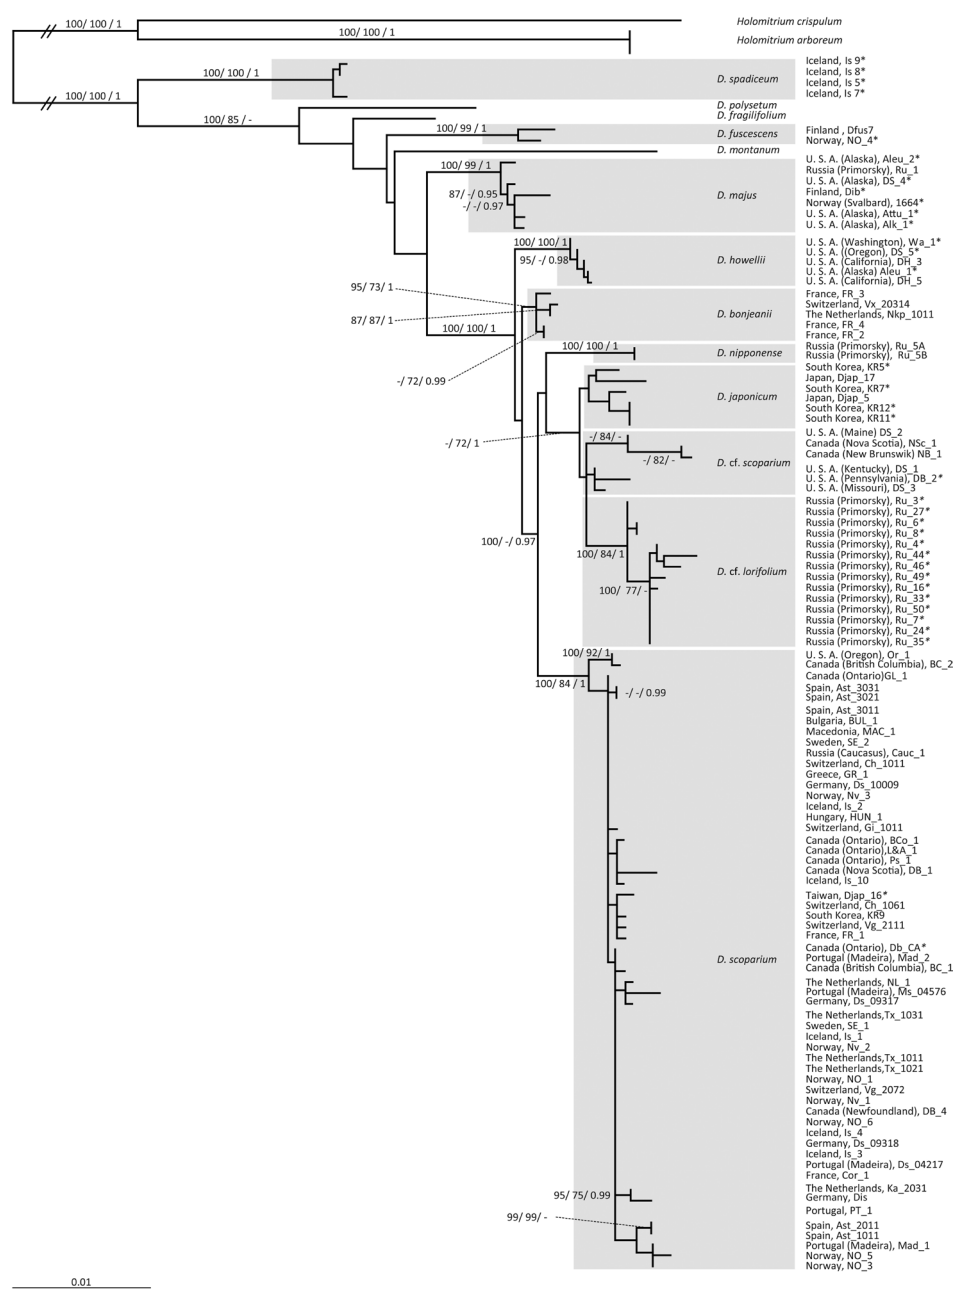 Holomitrium crispulum
100/ 100/ 1
100/ 100 / 1
Holomitrium arboreum
Iceland, Is 9*
Iceland, Is 8*
Iceland, Is 5*
Iceland, Is 7*
100/ 100 / 1
D. spadiceum
100/ 100/ 1
D. polysetum
D. fragilifolium
100/ 85/ -
100/ 99 / 1
D. fuscescens
Finland , Dfus7
Norway, NO_4*
D. montanum
100/ 99 / 1
87/ -/ 0.95
-/ -/ 0.97
D. majus
U. S. A. (Alaska), Aleu_2*
Russia (Primorsky), Ru_1
U. S. A. (Alaska), DS_4*
Finland, Dib*
Norway (Svalbard), 1664*
U. S. A. (Alaska), Attu_1*
U. S. A. (Alaska), Alk_1*
100/ 100/ 1
95/ -/ 0.98
D. howellii
U. S. A. (Washington), Wa_1*
U. S. A. ((Oregon), DS_5*
U. S. A. (California), DH_3
U. S. A. (Alaska) Aleu_1*
U. S. A. (California), DH_5
95/ 73/ 1
87/ 87/ 1
100/ 100/ 1
-/ 72/ 0.99
D. bonjeanii
France, FR_3
Switzerland, Vx_20314
The Netherlands, Nkp_1011
France, FR_4
France, FR_2
100/ 100 / 1
D. nipponense
Russia (Primorsky), Ru_5A
Russia (Primorsky), Ru_5B
D. japonicum
South Korea, KR5*
Japan, Djap_17
South Korea, KR7*
Japan, Djap_5
South Korea, KR12*
South Korea, KR11*
-/ 72/ 1
-/ 84/ -
-/ 82/ -
D. cf. scoparium
U. S. A. (Maine) DS_2
Canada (Nova Scotia), NSc_1
Canada (New Brunswik) NB_1
U. S. A. (Kentucky), DS_1
U. S. A. (Pennsylvania), DB_2*
U. S. A. (Missouri), DS_3
100/ -/ 0.97
100/ 84/ 1
100/ 77/ -
D. cf. lorifolium
Russia (Primorsky), Ru_3*
Russia (Primorsky), Ru_27*
Russia (Primorsky), Ru_6*
Russia (Primorsky), Ru_8*
Russia (Primorsky), Ru_4*
Russia (Primorsky), Ru_44*
Russia (Primorsky), Ru_46*
Russia (Primorsky), Ru_49*
Russia (Primorsky), Ru_16*
Russia (Primorsky), Ru_33*
Russia (Primorsky), Ru_50*
Russia (Primorsky), Ru_7*
Russia (Primorsky), Ru_24*
Russia (Primorsky), Ru_35*
100/ 92/ 1
100/ 84 / 1
-/ -/ 0.99
D. scoparium
U. S. A. (Oregon), Or_1
Canada (British Columbia), BC_2
Canada (Ontario)GL_1
Spain, Ast_3031
Spain, Ast_3021
Spain, Ast_3011
Bulgaria, BUL_1
Macedonia, MAC_1
Sweden, SE_2
Russia (Caucasus), Cauc_1
Switzerland, Ch_1011
Greece, GR_1
Germany, Ds_10009
Norway, Nv_3
Iceland, Is_2
Hungary, HUN_1
Switzerland, Gi_1011
Canada (Ontario), BCo_1
Canada (Ontario),L&A_1
Canada (Ontario), Ps_1
Canada (Nova Scotia), DB_1
Iceland, Is_10
Taiwan, Djap_16*
Switzerland, Ch_1061
South Korea, KR9
Switzerland, Vg_2111
France, FR_1
Canada (Ontario), Db_CA*
Portugal (Madeira), Mad_2
Canada (British Columbia), BC_1
The Netherlands, NL_1
Portugal (Madeira), Ms_04576
Germany, Ds_09317
The Netherlands,Tx_1031
Sweden, SE_1
Iceland, Is_1
Norway, Nv_2
The Netherlands,Tx_1011
The Netherlands,Tx_1021
Norway, NO_1
Switzerland, Vg_2072
Norway, Nv_1
Canada (Newfoundland), DB_4
Norway, NO_6
Iceland, Is_4
Germany, Ds_09318
Iceland, Is_3
Portugal (Madeira), Ds_04217
France, Cor_1
95/ 75/ 0.99
The Netherlands, Ka_2031
Germany, Dis
Portugal, PT_1
99/ 99/ -
Spain, Ast_2011
Spain, Ast_1011
Portugal (Madeira), Mad_1
Norway, NO_5
Norway, NO_3
0.01